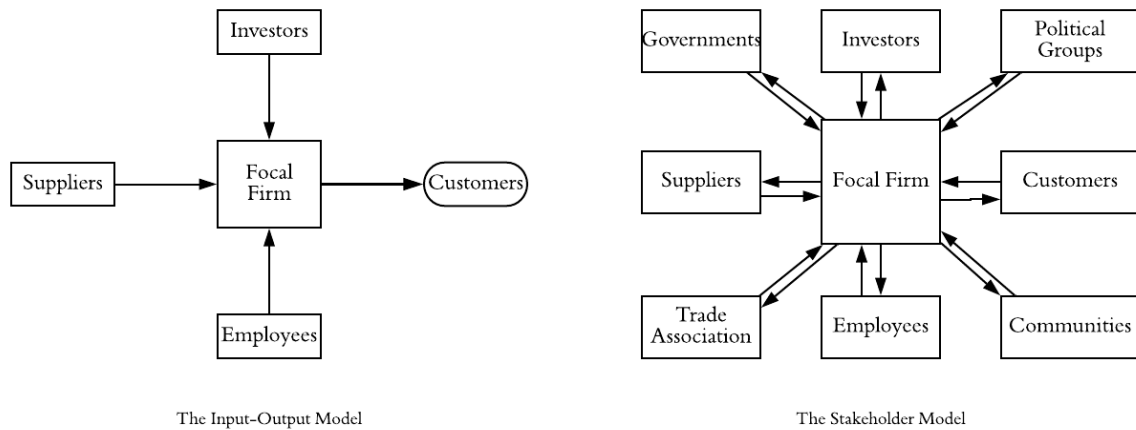 Investors
Suppliers
Focal
Firm
Customers
Employees
The Input-Output Model
Governments
Investors
Political
Groups
Suppliers
Focal Firm
Customers
Trade
Association
Employees
Communities
The Stakeholder Model